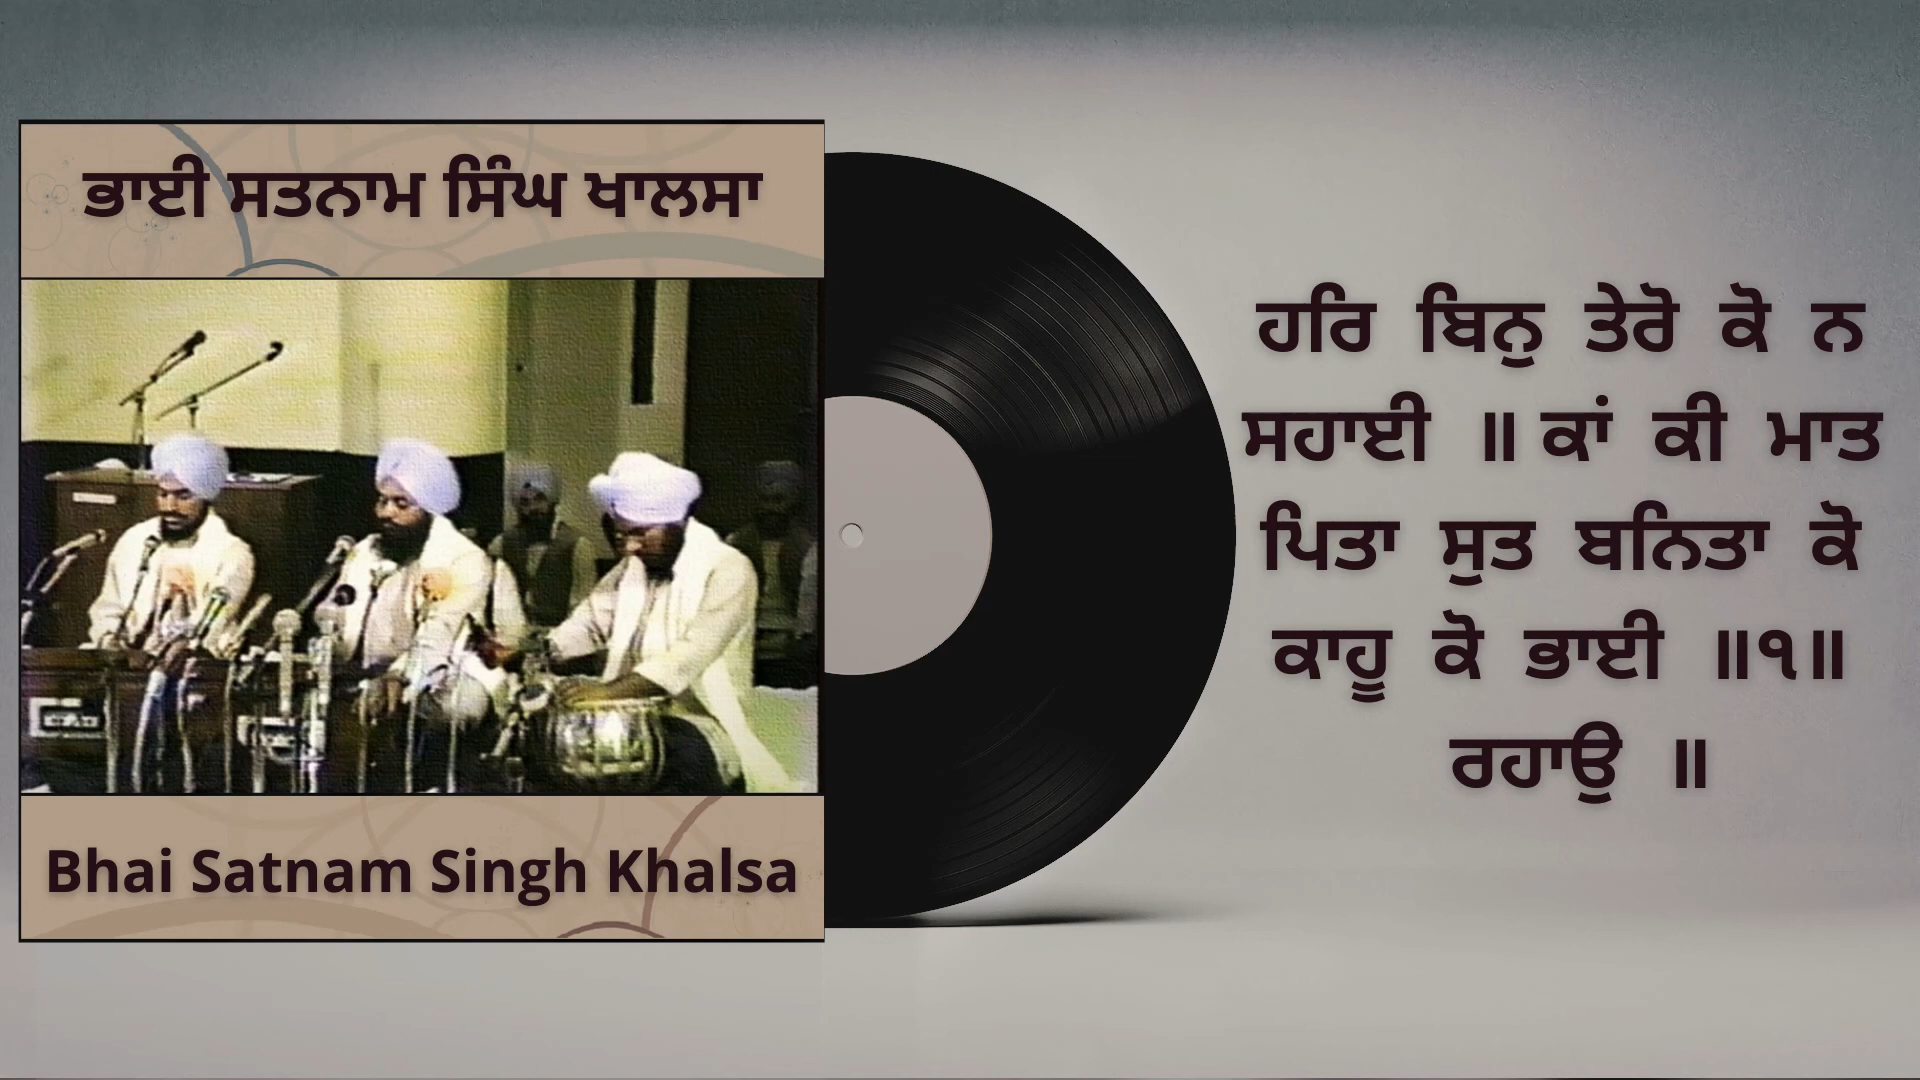 ਭਾਈ ਸਤਨਾਮ ਸਿੰਘ ਖਾਲਸਾ
Bhai Satnam Singh Khalsa
ਹਰਿ ਬਿਨੁ ਤੇਰੋ ਕੋ ਨ
ਸਹਾਈ ॥ ਕਾਂ ਕੀ ਮਾਤ
ਪਿਤਾ ਸੁਤ ਬਨਿਤਾ ਕੋ
ਕਾਹੂ ਕੋ ਭਾਈ ॥੧॥
ਰਹਾਉ ॥